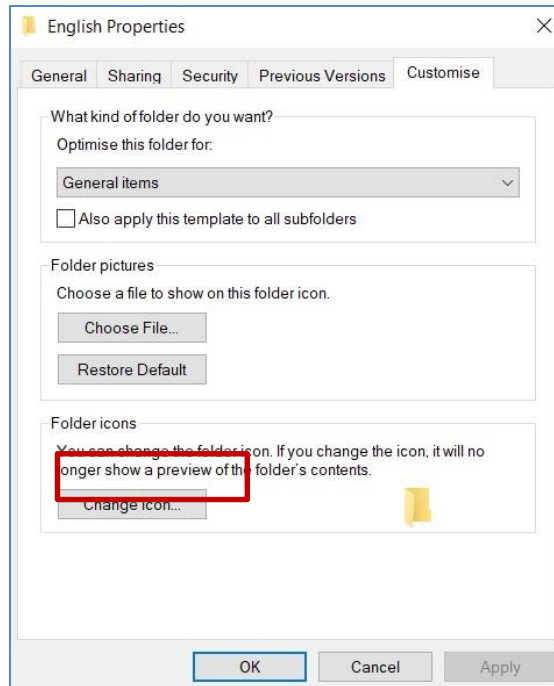 English Properties
General Sharing Security Previous Versions Customise
What kind of folder do you want?
Optimise this folder for:
General items
Also apply this template to all subfolders
Folder pictures
Choose a file to show on this folder icon.
Choose File...
Restore Default
Folder icons
You can change the folder icon. If you change the icon, it will no
longer show a preview of the folder's contents.
Change Icon...
OK Cancel Apply